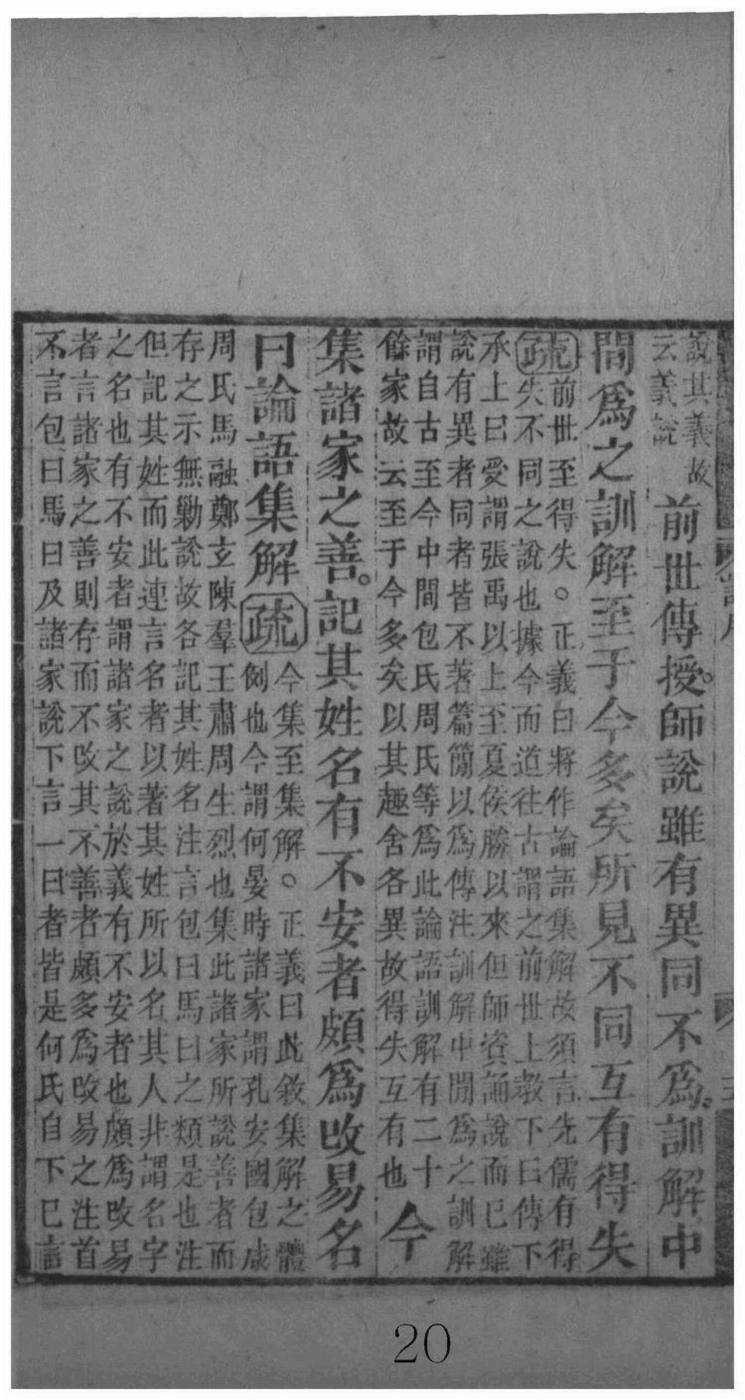 說其義故
云義說
前世傳授師說雖有異同不爲訓解中
間爲之訓解至于今多矣所見不同互有得失
疏
前世至得失○正義曰將作論語集解故須言先儒有得
失不同之說也據今而道往古謂之前世上教下曰傳下
承上曰受謂張禹以上至夏侯勝以來但師資誦說而巳雖
說有異者同者皆不著篇簡以爲傳注訓解中間爲之訓解
謂自古至今中間包氏周氏等爲此論語訓解有二十
餘家故云至于今多矣以其趣舍各異故得失互有也
今
集諸家之善。記其姓名有不安者頗爲改易名
曰論語集解
疏
今集至集解○正義曰此敘集解之體
例也今謂何晏時諸家謂孔安國包咸
周氏馬融鄭玄陳羣王肅周生烈也集此諸家所說善者而
存之示無勦說故各記其姓名注言包曰馬曰之類是也注
但記其姓而此連言名者以著其姓所以名其人非謂名字
之名也有不安者謂諸家之說於義有不安者也頗爲改易
者言諸家之善則存而不改其不善者頗多爲改易之注首
不言包曰馬曰及諸家說下言一曰者皆是何氏自下巳言
20